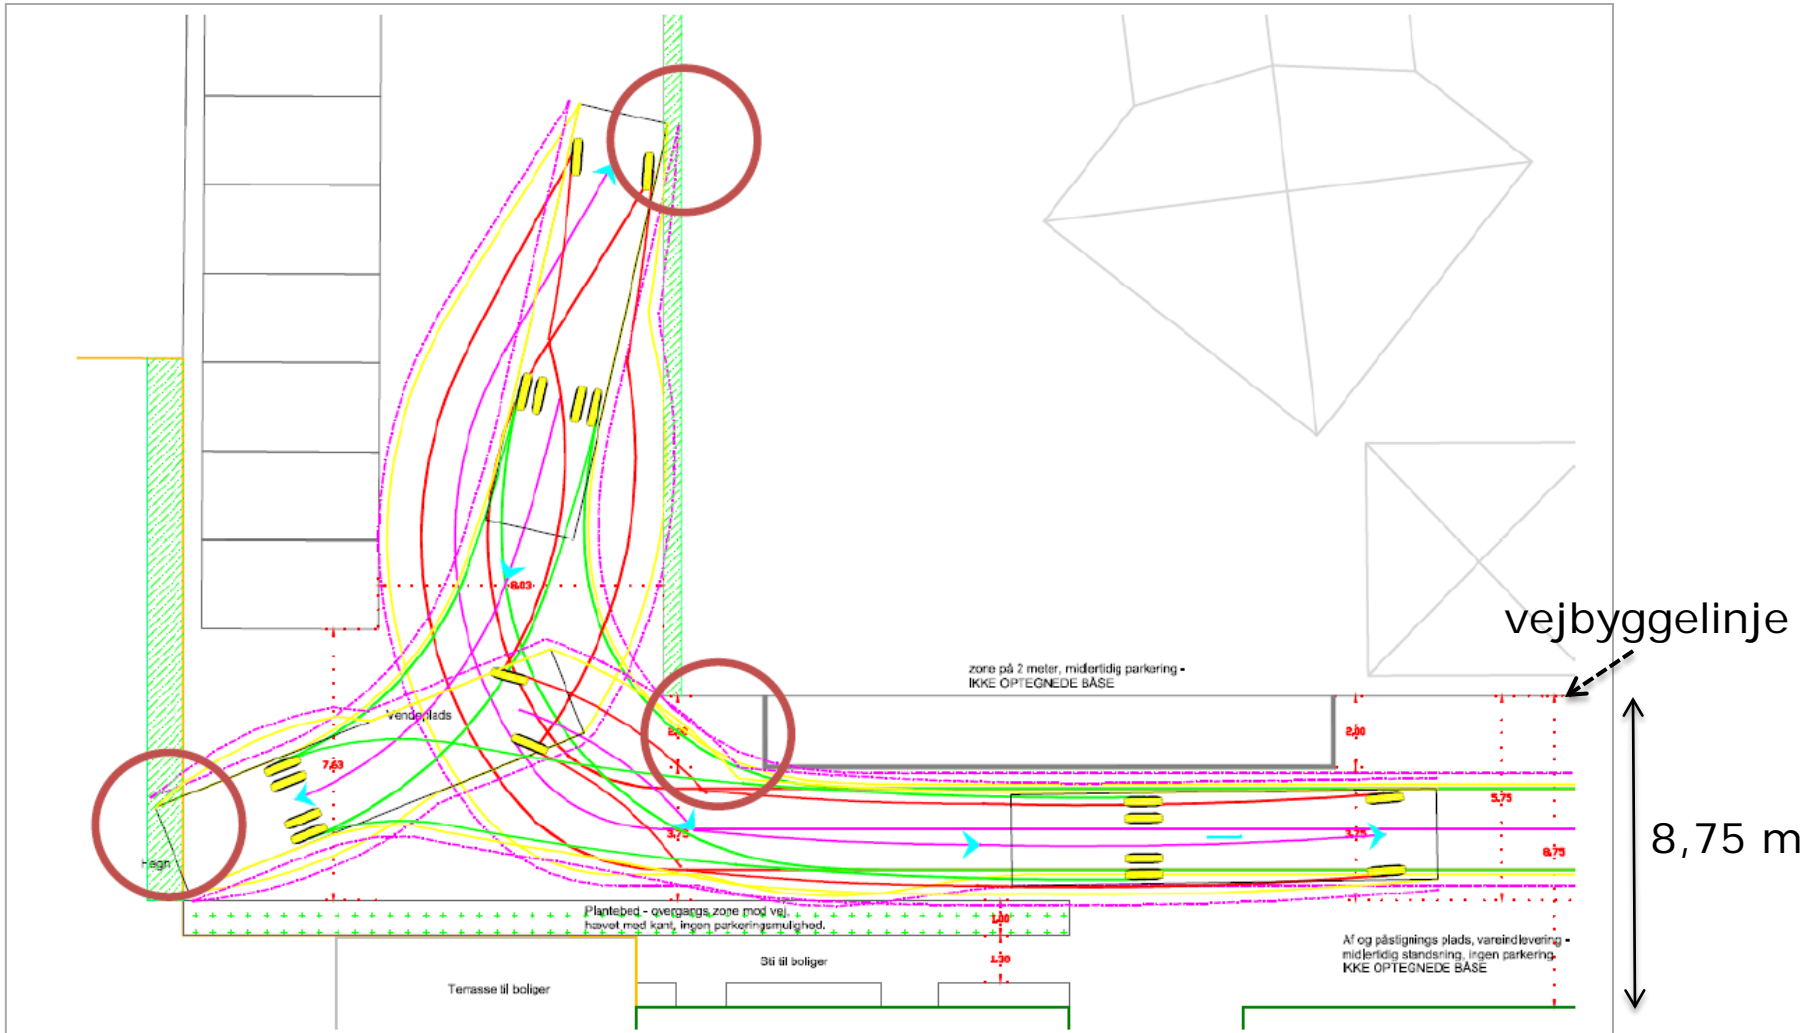 8.03
vejbyggelinje
zone på 2 meter, midlertidig parkering -
IKKE OPTEGNEDE BÅSE
Vendeplads
2,00
7,63
5,75
3,75
3,75
8,75
8,75 m
Hegn
Plantebed - overgangs zone mod vej.
hævet med kant, ingen parkeringsmulighed.
1,00
Sti til boliger
1,30
Af og påstignings plads, vareindlevering -
midlertidig standsning, ingen parkering
IKKE OPTEGNEDE BÅSE
Terrasse til boliger